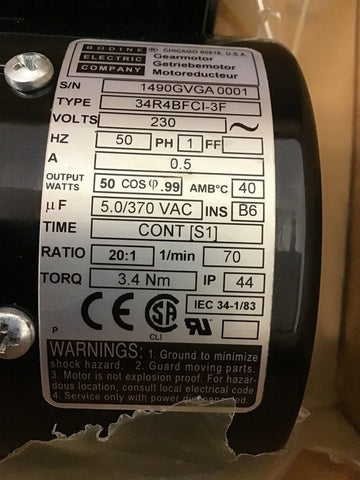 BODINE ELECTRIC COMPANY
CHICAGO 60618, U.S.A.
Gearmotor
Getriebemotor
Motoreducteur
S/N 1490GVGA 0001
TYPE 34R4BFCI-3F
VOLTS 230 ~
HZ 50 PH 1 FF
A 0.5
OUTPUT WATTS 50 COS φ .99 AMB°C 40
μF 5.0/370 VAC INS B6
TIME CONT [S1]
RATIO 20:1 1/min 70
TORQ 3.4 Nm IP 44
CE SA UR IEC 34-1/83
P CLI
WARNINGS: 1. Ground to minimize
shock hazard. 2. Guard moving parts.
3. Motor is not explosion proof. For hazar-
dous location, consult local electrical code.
4. Service only with power disconnected.